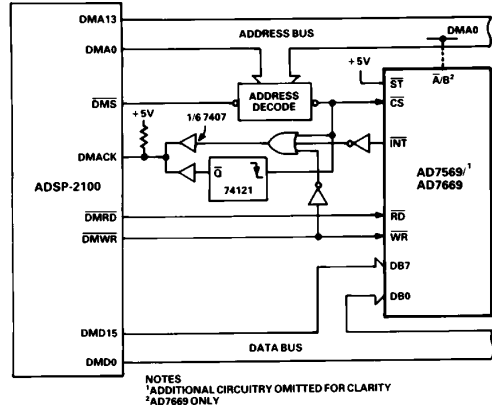 DMA13
ADDRESS BUS
DMA0
DMA0
+5V
A/B²
ST
DMS
ADDRESS
DECODE
CS
+5V
1/6 7407
INT
DMACK
AD7569/¹
AD7669
Q
74121
ADSP-2100
DMRD
RD
DMWR
WR
DB7
DB0
DMD15
DATA BUS
DMD0
NOTES
¹ADDITIONAL CIRCUITRY OMITTED FOR CLARITY
²AD7669 ONLY